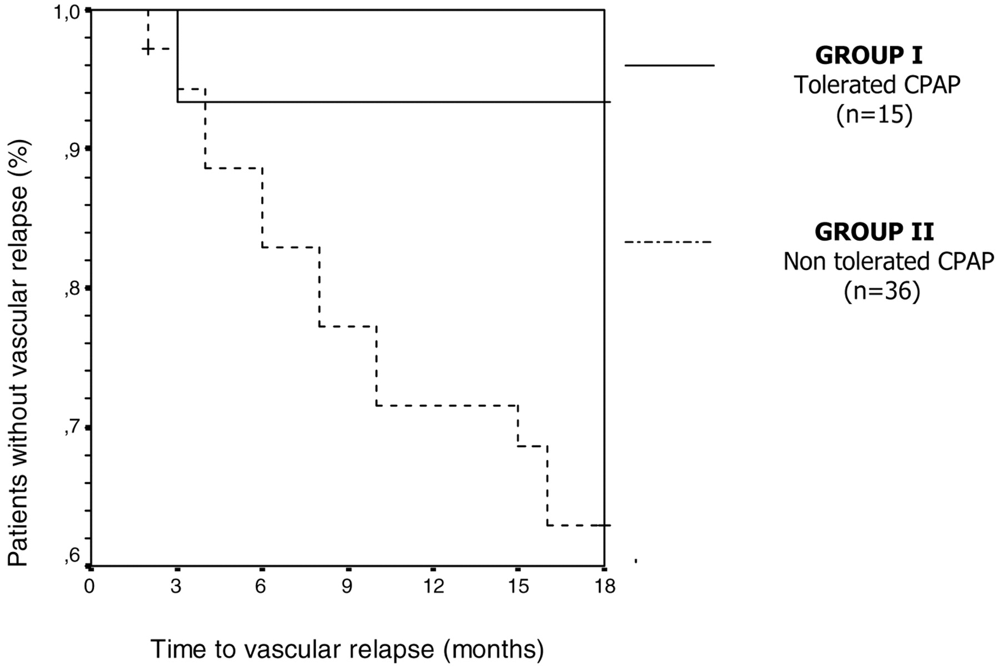 1,0
,9
,8
,7
,6
Patients without vascular relapse (%)
0 3 6 9 12 15 18
Time to vascular relapse (months)
GROUP I
Tolerated CPAP
(n=15)
GROUP II
Non tolerated CPAP
(n=36)